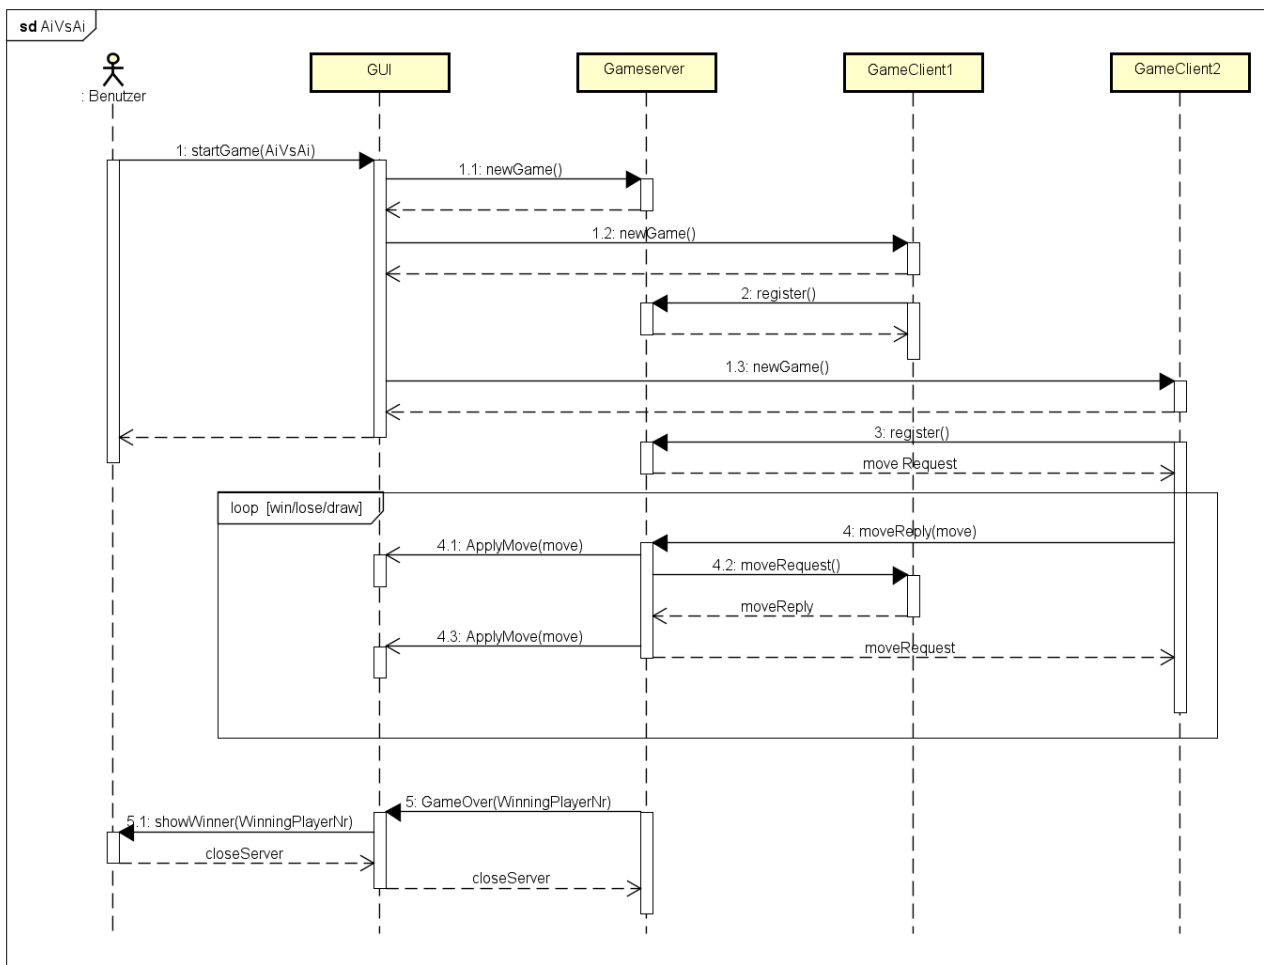 sd AiVsAi
: Benutzer
GUI
Gameserver
GameClient1
GameClient2
1: startGame(AiVsAi)
1.1: newGame()
1.2: newGame()
2: register()
1.3: newGame()
3: register()
move Request
loop [win/lose/draw]
4: moveReply(move)
4.1: ApplyMove(move)
4.2: moveRequest()
moveReply
4.3: ApplyMove(move)
moveRequest
5: GameOver(WinningPlayerNr)
5.1: showWinner(WinningPlayerNr)
closeServer
closeServer